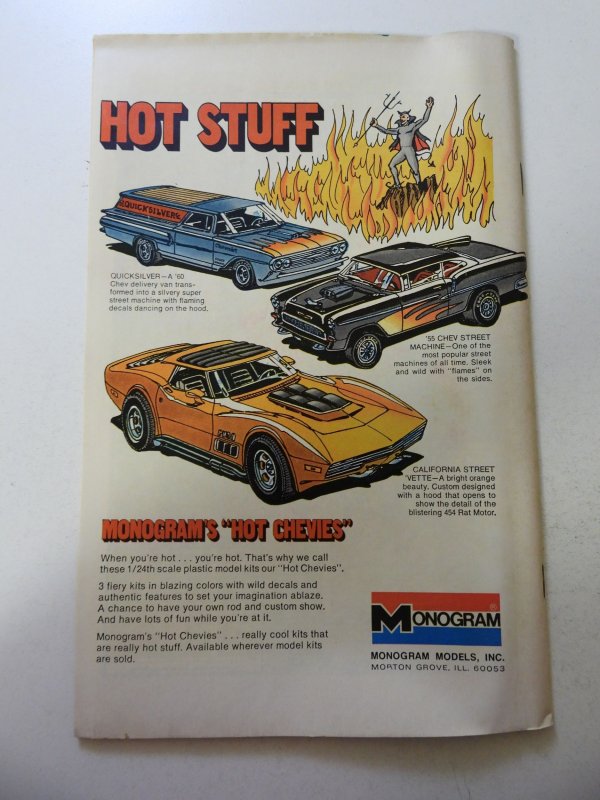 HOT STUFF
QUICKSILVER
QUICKSILVER—A '60
Chev delivery van trans-
formed into a silvery super
street machine with flaming
decals dancing on the hood.
'55 CHEV STREET
MACHINE—One of the
most popular street
machines of all time. Sleek
and wild with "flames" on
the sides.
CALIFORNIA STREET
'VETTE—A bright orange
beauty. Custom designed
with a hood that opens to
show the detail of the
blistering 454 Rat Motor.
MONOGRAM'S "HOT CHEVIES"
When you're hot . . . you're hot. That's why we call
these 1/24th scale plastic model kits our "Hot Chevies".
3 fiery kits in blazing colors with wild decals and
authentic features to set your imagination ablaze.
A chance to have your own rod and custom show.
And have lots of fun while you're at it.
Monogram's "Hot Chevies" . . . really cool kits that
are really hot stuff. Available wherever model kits
are sold.
MONOGRAM®
MONOGRAM MODELS, INC.
MORTON GROVE, ILL. 60053